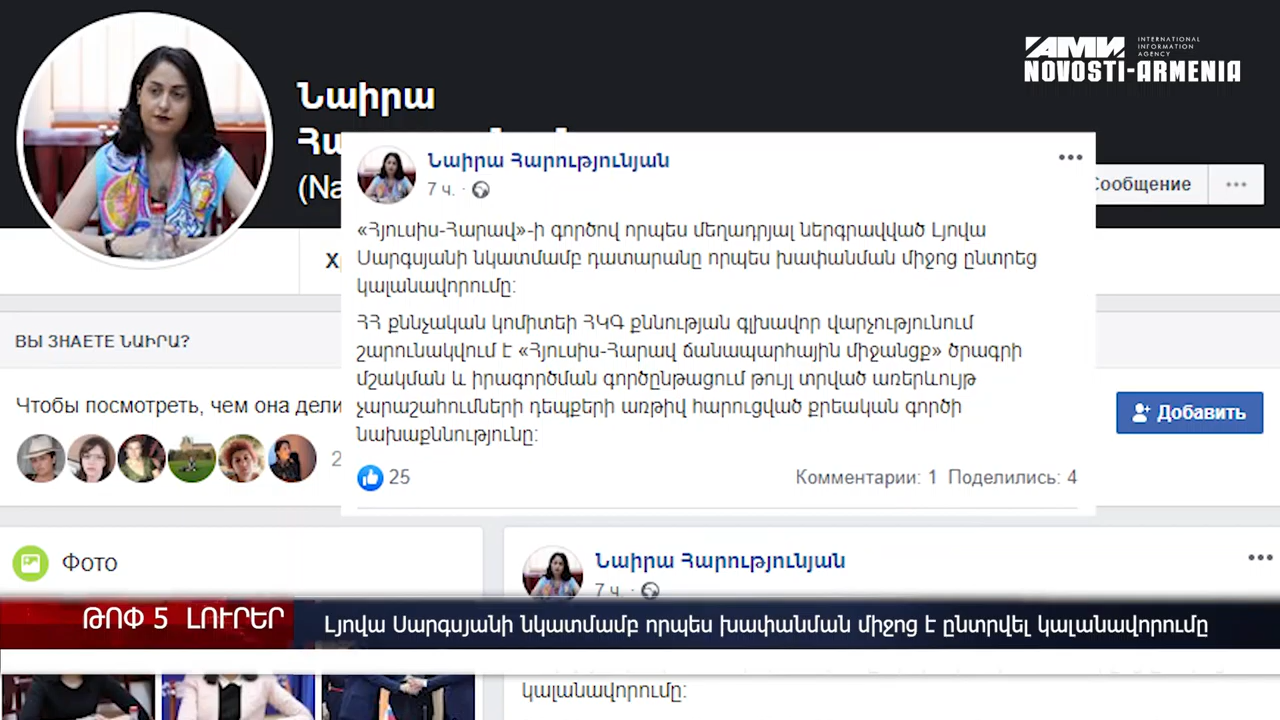 ИАМИ INTERNATIONAL
INFORMATION
AGENCY
NOVOSTI-ARMENIA
Նաիրա
Նաիրա Հարությունյան
7 ч.
Сообщение
«Հյուսիս-Հարավ»-ի գործով որպես մեղադրյալ ներգրավված Լյովա
Սարգսյանի նկատմամբ դատարանը որպես խափանման միջոց ընտրեց
կալանավորումը։
ՀՀ քննչական կոմիտեի ՀԿԳ քննության գլխավոր վարչությունում
շարունակվում է «Հյուսիս-Հարավ ճանապարհային միջանցք» ծրագրի
մշակման և իրագործման գործընթացում թույլ տրված առերևույթ
չարաշահումների դեպքերի առթիվ հարուցված քրեական գործի
նախաքննությունը։
25
Комментарии: 1 Поделились: 4
ВЫ ЗНАЕТЕ ՆԱԻՐԱ?
Чтобы посмотреть, чем она дели
Добавить
Фото
Նաիրա Հարությունյան
7 ч.
ԹՈՓ 5 ԼՈՒՐԵՐ
Լյովա Սարգսյանի նկատմամբ որպես խափանման միջոց է ընտրվել կալանավորումը
կալանավորումը։